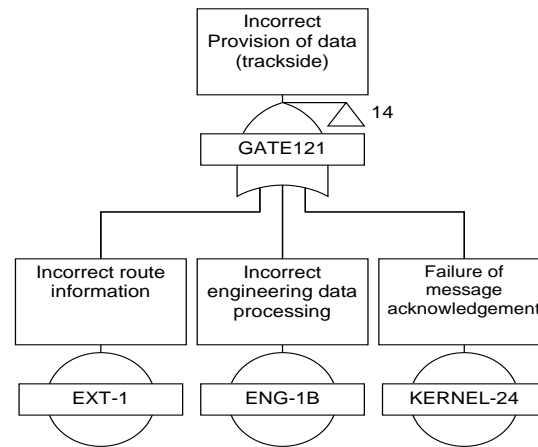 Incorrect
Provision of data
(trackside)
14
GATE121
Incorrect route
information
Incorrect
engineering data
processing
Failure of
message
acknowledgement
EXT-1
ENG-1B
KERNEL-24